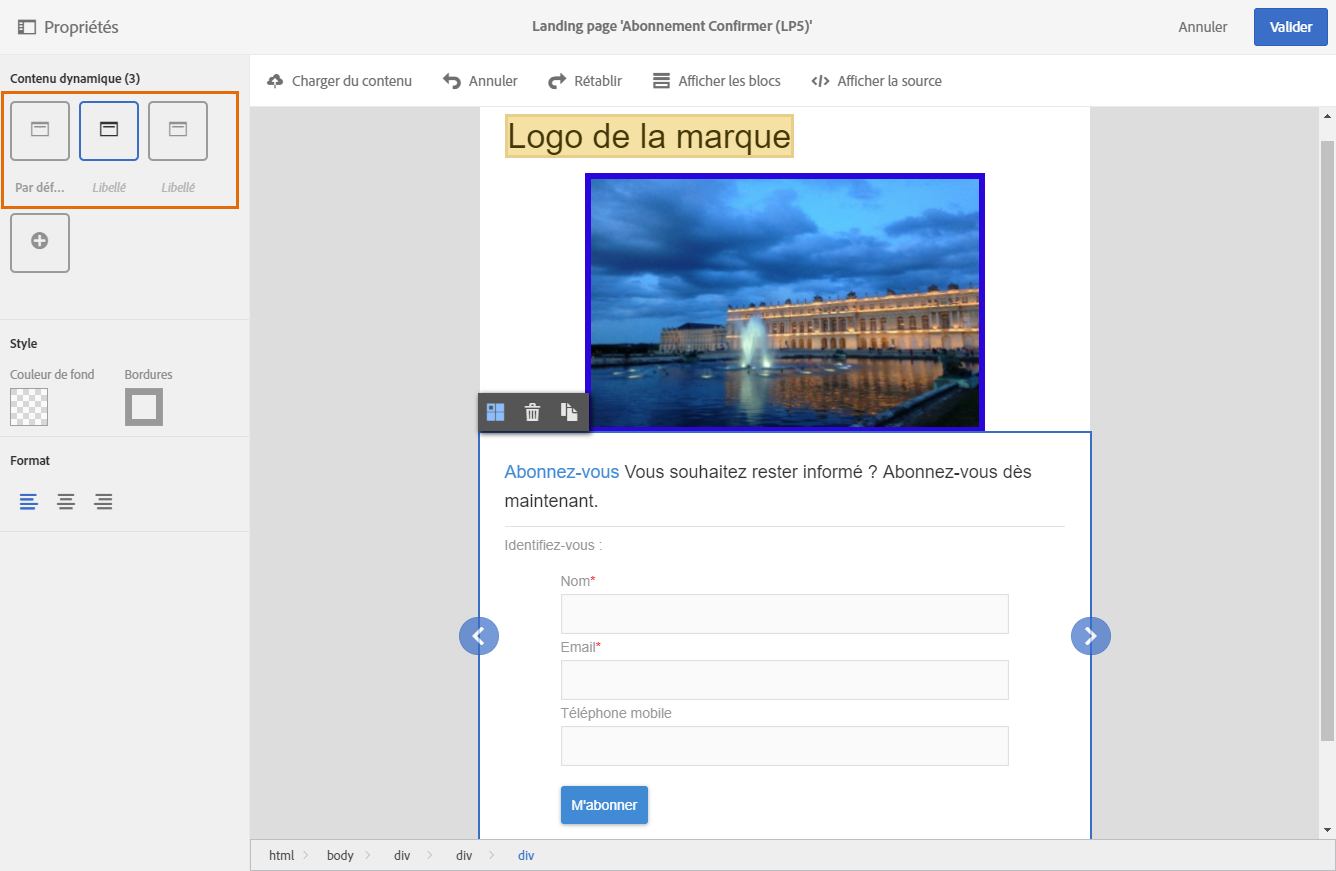 Propriétés
Landing page 'Abonnement Confirmer (LP5)'
Annuler
Valider
Contenu dynamique (3)
Par déf...
Libellé
Libellé
Style
Couleur de fond
Bordures
Format
Charger du contenu
Annuler
Rétablir
Afficher les blocs
Afficher la source
Logo de la marque
Abonnez-vous Vous souhaitez rester informé ? Abonnez-vous dès
maintenant.
Identifiez-vous :
Nom*
Email*
Téléphone mobile
M'abonner
html
body
div
div
div